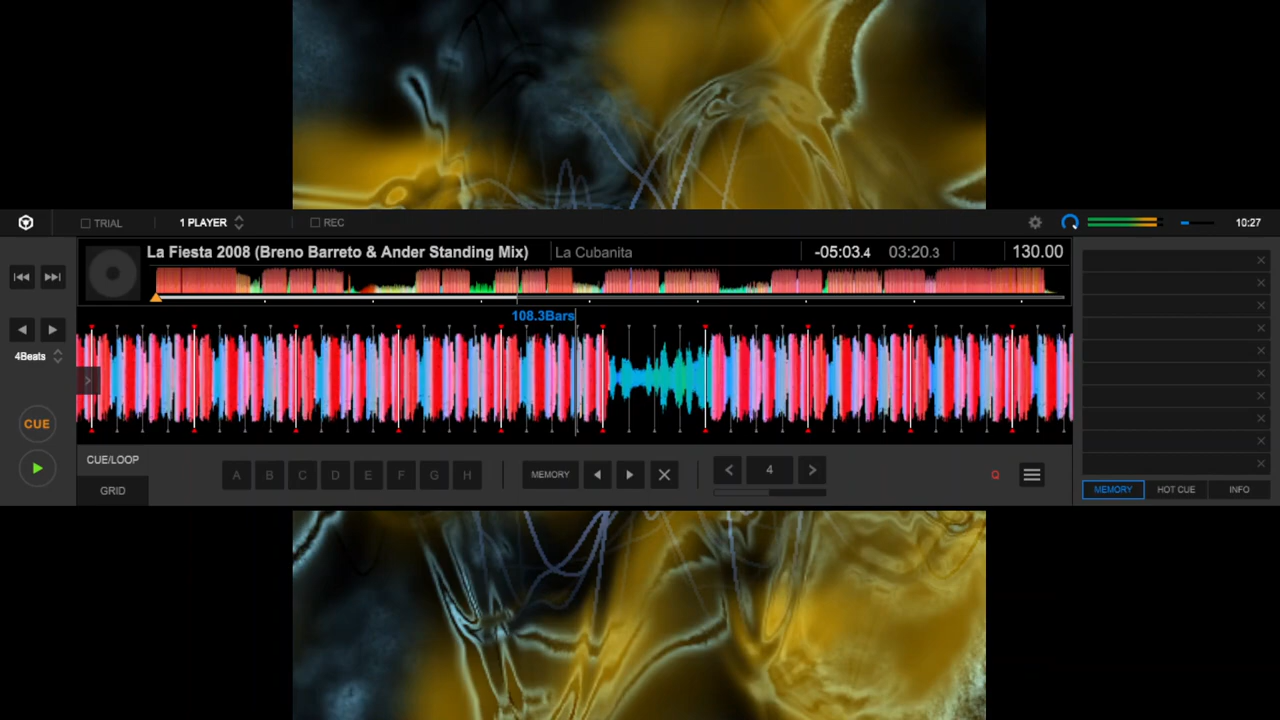 TRIAL 1 PLAYER REC 10:27
La Fiesta 2008 (Breno Barreto & Ander Standing Mix) La Cubanita -05:03.4 03:20.3 130.00
108.3Bars
4Beats
CUE
CUE/LOOP
A B C D E F G H MEMORY 4 Q
GRID
MEMORY HOT CUE INFO